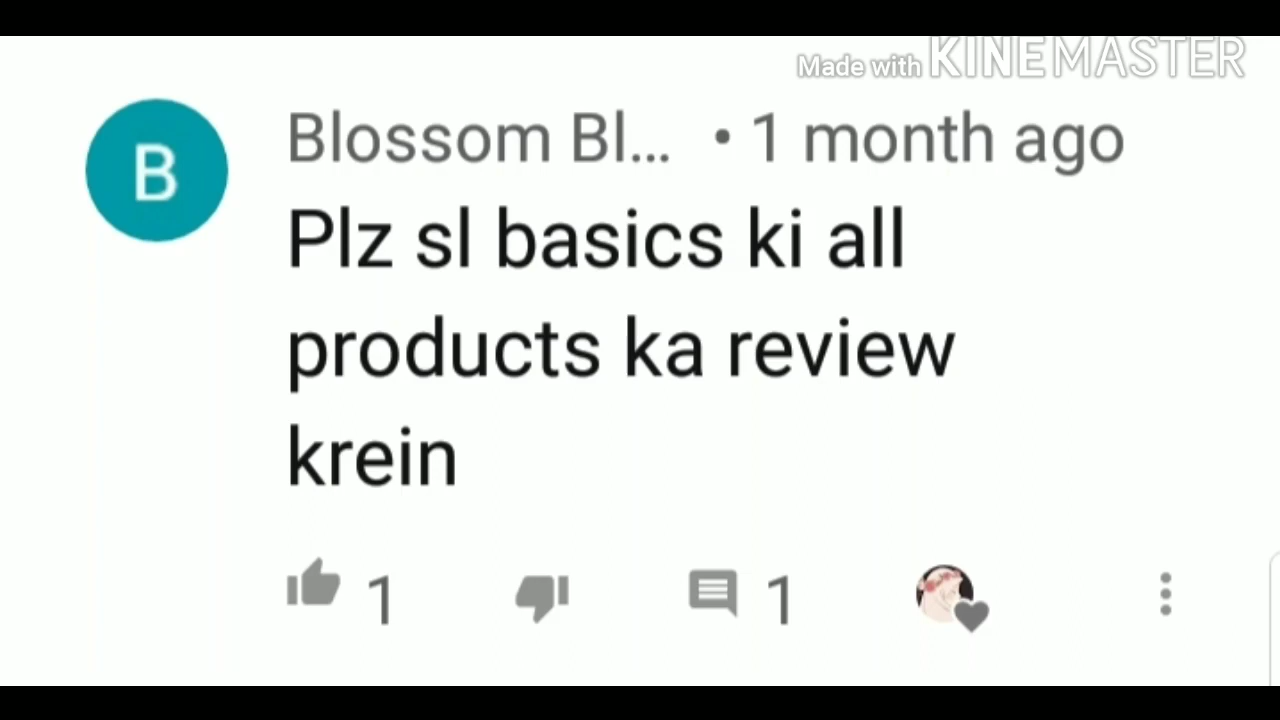 Made with KINEMASTER
B
Blossom Bl... • 1 month ago
Plz sl basics ki all
products ka review
krein
1 1